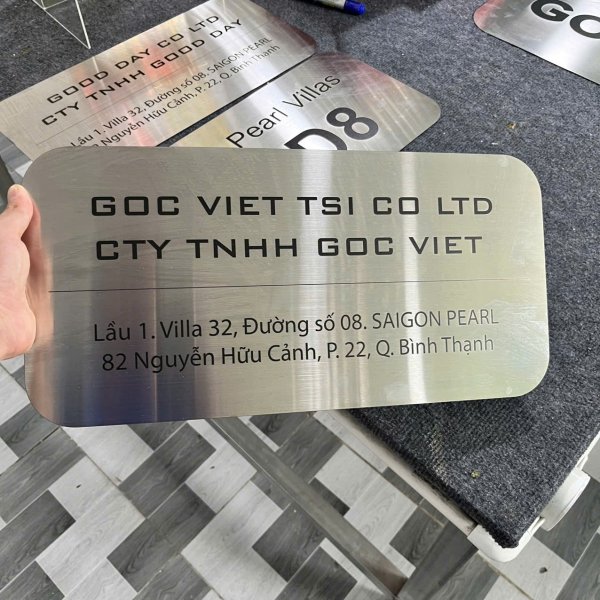 GOOD DAY CO LTD
CTY TNHH GOOD DAY
Lầu 1. Villa 32, Đường số 08. SAIGON PEARL
Nguyễn Hữu Cảnh, P. 22, Q. Bình Thạnh
Pearl Villas
D8
GO
GOC VIET TSI CO LTD
CTY TNHH GOC VIET
Lầu 1. Villa 32, Đường số 08. SAIGON PEARL
82 Nguyễn Hữu Cảnh, P. 22, Q. Bình Thạnh